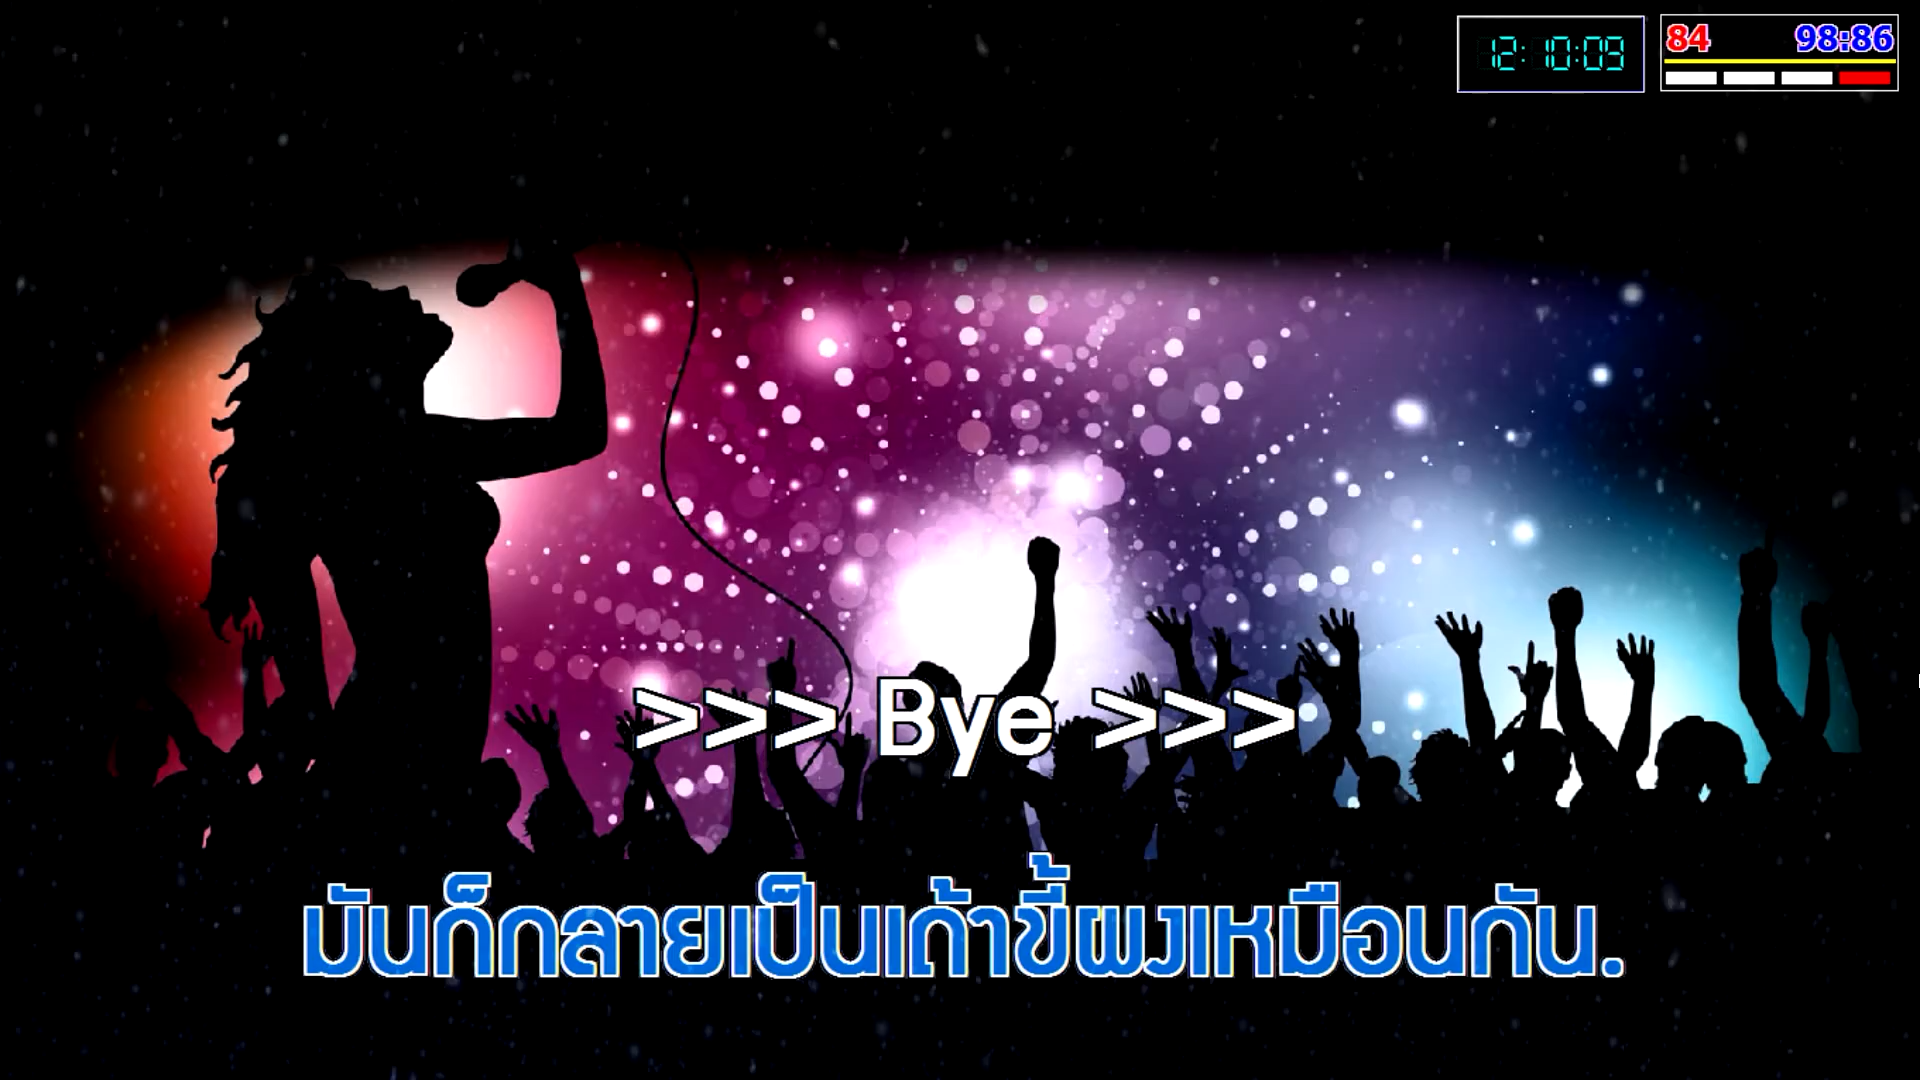 12:10:09
84 98:86
>>> Bye >>>
มันก็กลายเป็นเถ้าขี้ผงเหมือนกัน.